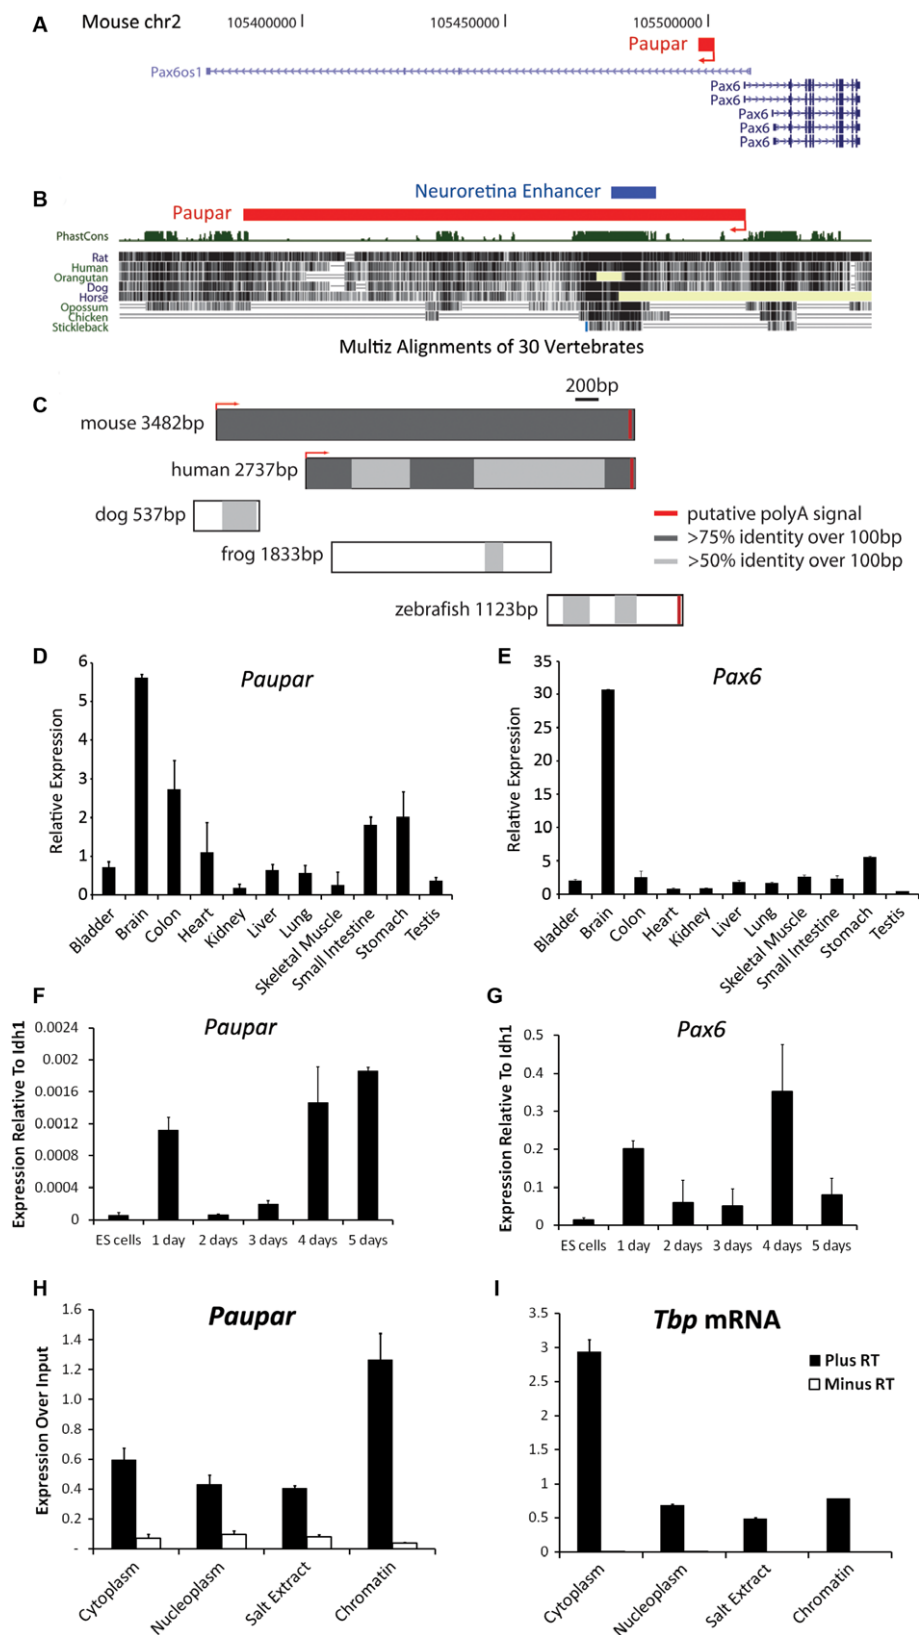 A
Mouse chr2
105400000
105450000
105500000
Paupar
Pax6os1
Pax6
Pax6
Pax6
Pax6
Pax6
B
Neuroretina Enhancer
Paupar
PhastCons
Rat
Human
Orangutan
Dog
Horse
Opossum
Chicken
Stickleback
Multiz Alignments of 30 Vertebrates
C
200bp
mouse 3482bp
human 2737bp
dog 537bp
frog 1833bp
zebrafish 1123bp
putative polyA signal
>75% identity over 100bp
>50% identity over 100bp
D
Paupar
Relative Expression
6
5
4
3
2
1
0
Bladder
Brain
Colon
Heart
Kidney
Liver
Lung
Skeletal Muscle
Small Intestine
Stomach
Testis
E
Pax6
Relative Expression
35
30
25
20
15
10
5
0
Bladder
Brain
Colon
Heart
Kidney
Liver
Lung
Skeletal Muscle
Small Intestine
Stomach
Testis
F
Paupar
Expression Relative To Idh1
0.0024
0.002
0.0016
0.0012
0.0008
0.0004
0
ES cells 1 day 2 days 3 days 4 days 5 days
G
Pax6
Expression Relative To Idh1
0.5
0.4
0.3
0.2
0.1
0
ES cells 1 day 2 days 3 days 4 days 5 days
H
Paupar
Expression Over Input
1.6
1.4
1.2
1.0
0.8
0.6
0.4
0.2
-
Cytoplasm
Nucleoplasm
Salt Extract
Chromatin
I
Tbp mRNA
3.5
3
2.5
2
1.5
1
0.5
0
Plus RT
Minus RT
Cytoplasm
Nucleoplasm
Salt Extract
Chromatin